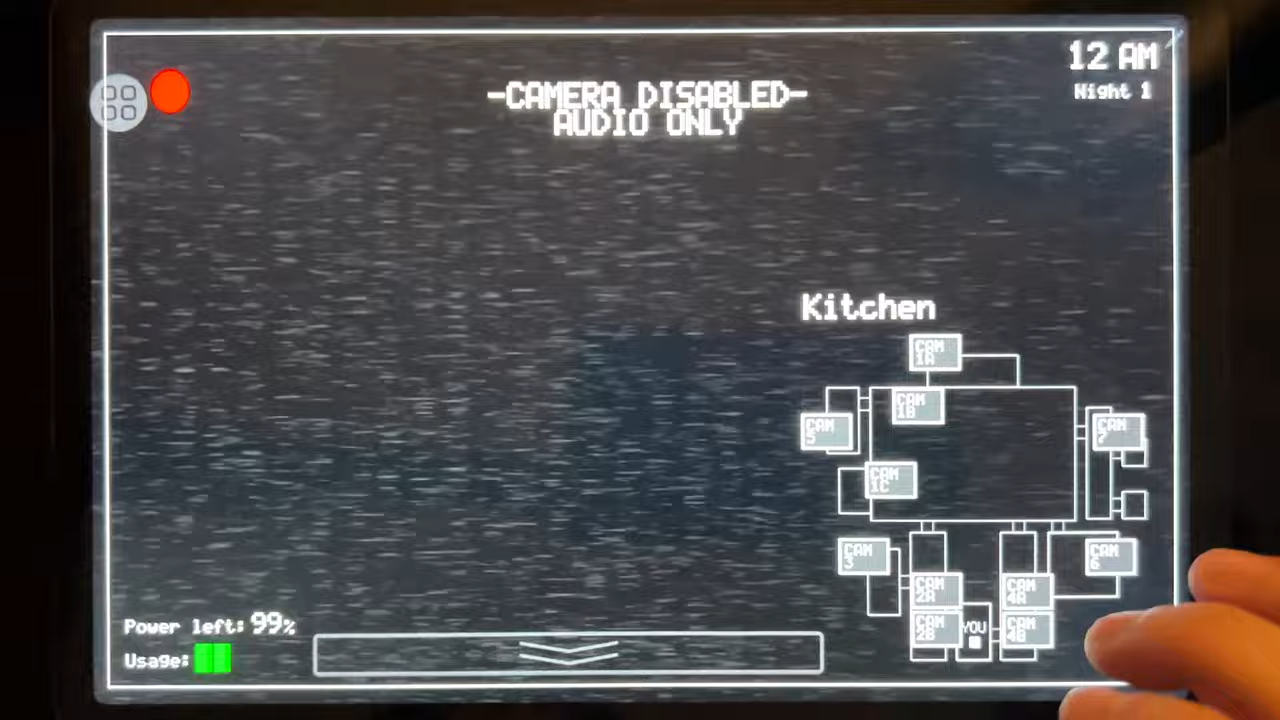 12 AM
Night 1
-CAMERA DISABLED-
AUDIO ONLY
Kitchen
CAM
1A
CAM
1B
CAM
5
CAM
7
CAM
1C
CAM
3
CAM
6
CAM
2A
CAM
4A
CAM
2B
YOU
CAM
4B
Power left: 99%
Usage: